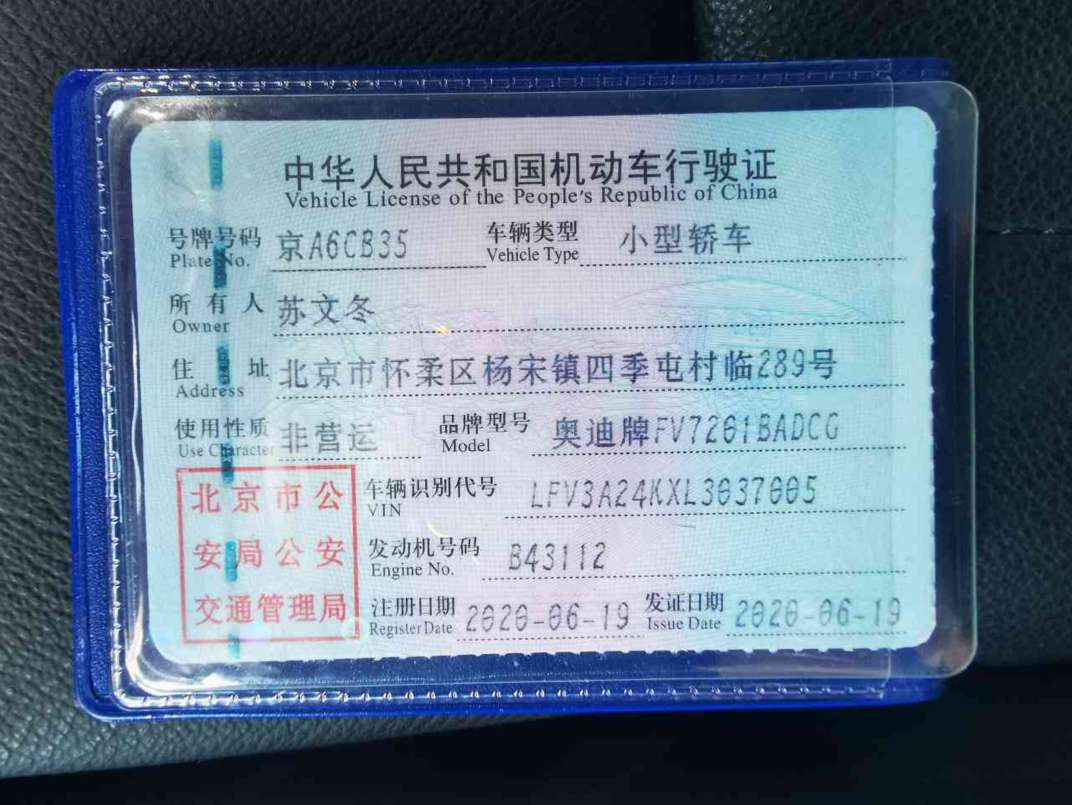 中华人民共和国机动车行驶证
Vehicle License of the People's Republic of China
号牌号码 京A6CB35 车辆类型 小型轿车
Plate No. Vehicle Type
所有人 苏文冬
Owner
住址 北京市怀柔区杨宋镇四季屯村临289号
Address
使用性质 非营运 品牌型号 奥迪牌FV7261BADCG
Use Character Model
北京市公
安局公安
交通管理局
车辆识别代号 LFV3A24KXL3037005
VIN
发动机号码 B43112
Engine No.
注册日期 2020-06-19 发证日期 2020-06-19
Register Date Issue Date